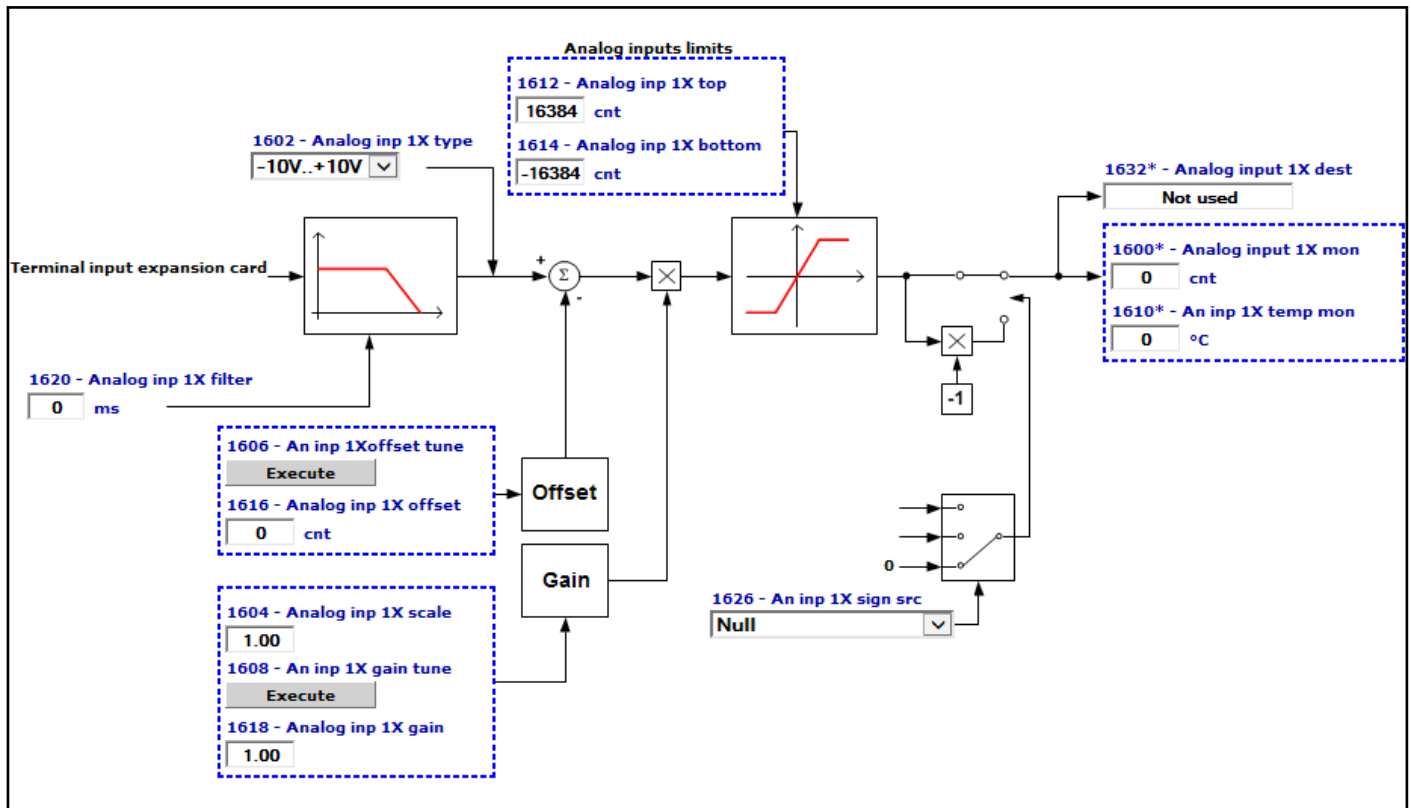 Analog inputs limits
1612 - Analog inp 1X top
16384 cnt
1614 - Analog inp 1X bottom
-16384 cnt
1602 - Analog inp 1X type
-10V..+10V
1632* - Analog input 1X dest
Not used
1600* - Analog input 1X mon
0 cnt
1610* - An inp 1X temp mon
0 °C
Terminal input expansion card
+
Σ
-
1620 - Analog inp 1X filter
0 ms
-1
1606 - An inp 1Xoffset tune
Execute
1616 - Analog inp 1X offset
0 cnt
Offset
Gain
1604 - Analog inp 1X scale
1.00
1608 - An inp 1X gain tune
Execute
1618 - Analog inp 1X gain
1.00
0
1626 - An inp 1X sign src
Null